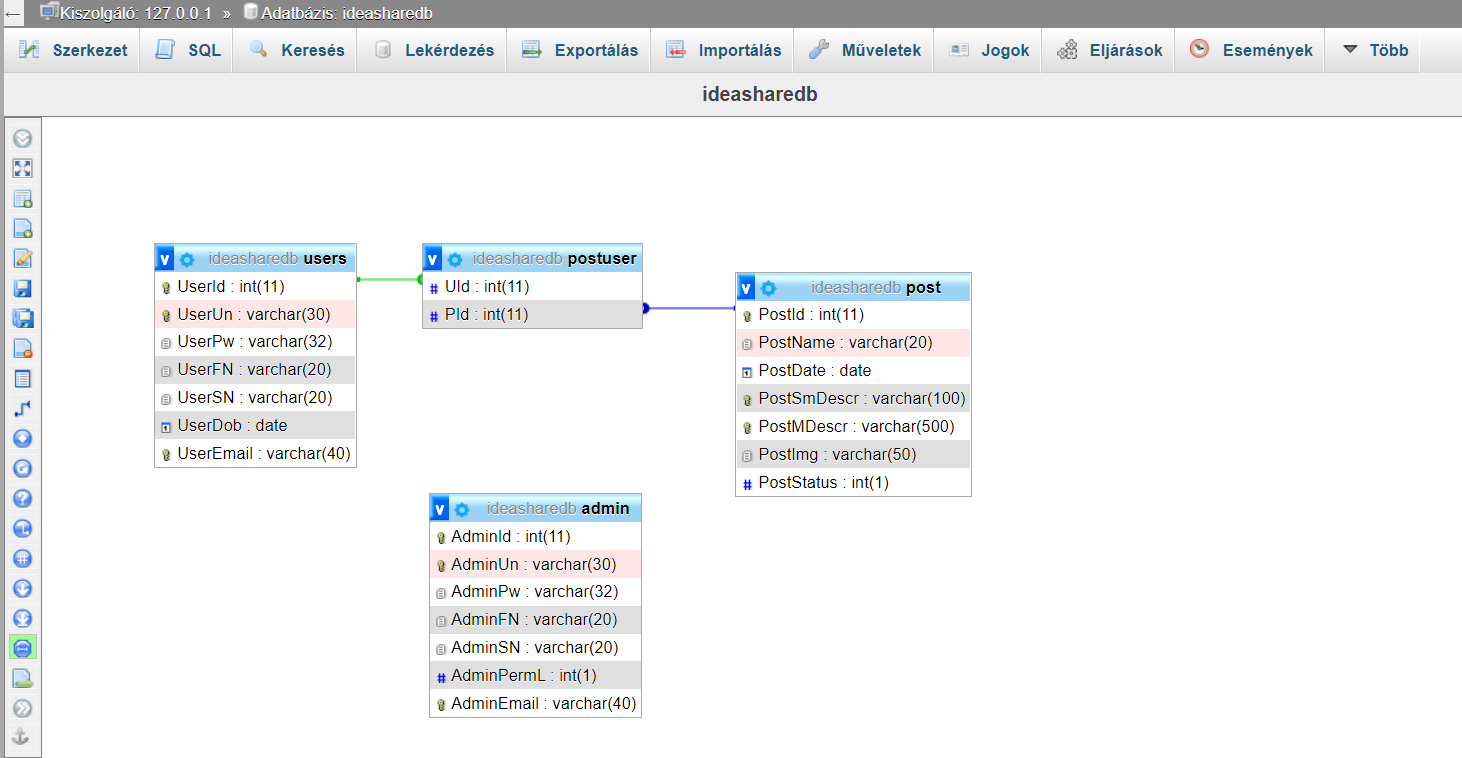 ← Kiszolgáló: 127.0.0.1 » Adatbázis: ideasharedb
Szerkezet SQL Keresés Lekérdezés Exportálás Importálás Műveletek Jogok Eljárások Események Több
ideasharedb
v ideasharedb users
UserId : int(11)
UserUn : varchar(30)
UserPw : varchar(32)
UserFN : varchar(20)
UserSN : varchar(20)
UserDob : date
UserEmail : varchar(40)
v ideasharedb postuser
# UId : int(11)
# PId : int(11)
v ideasharedb post
PostId : int(11)
PostName : varchar(20)
PostDate : date
PostSmDescr : varchar(100)
PostMDescr : varchar(500)
PostImg : varchar(50)
# PostStatus : int(1)
v ideasharedb admin
AdminId : int(11)
AdminUn : varchar(30)
AdminPw : varchar(32)
AdminFN : varchar(20)
AdminSN : varchar(20)
# AdminPermL : int(1)
AdminEmail : varchar(40)